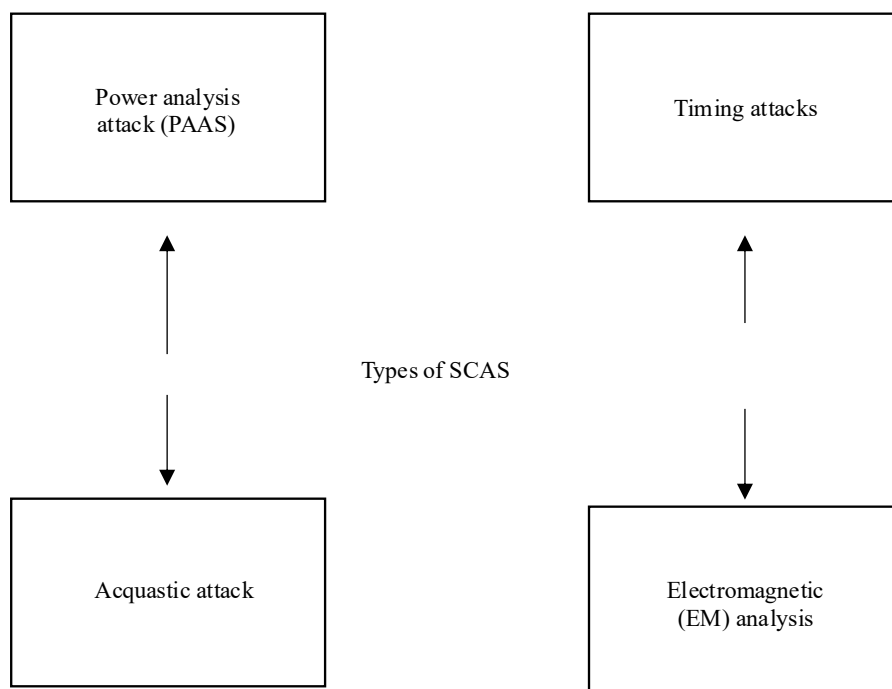 Power analysis
attack (PAAS)
Timing attacks
Types of SCAS
Acquastic attack
Electromagnetic
(EM) analysis